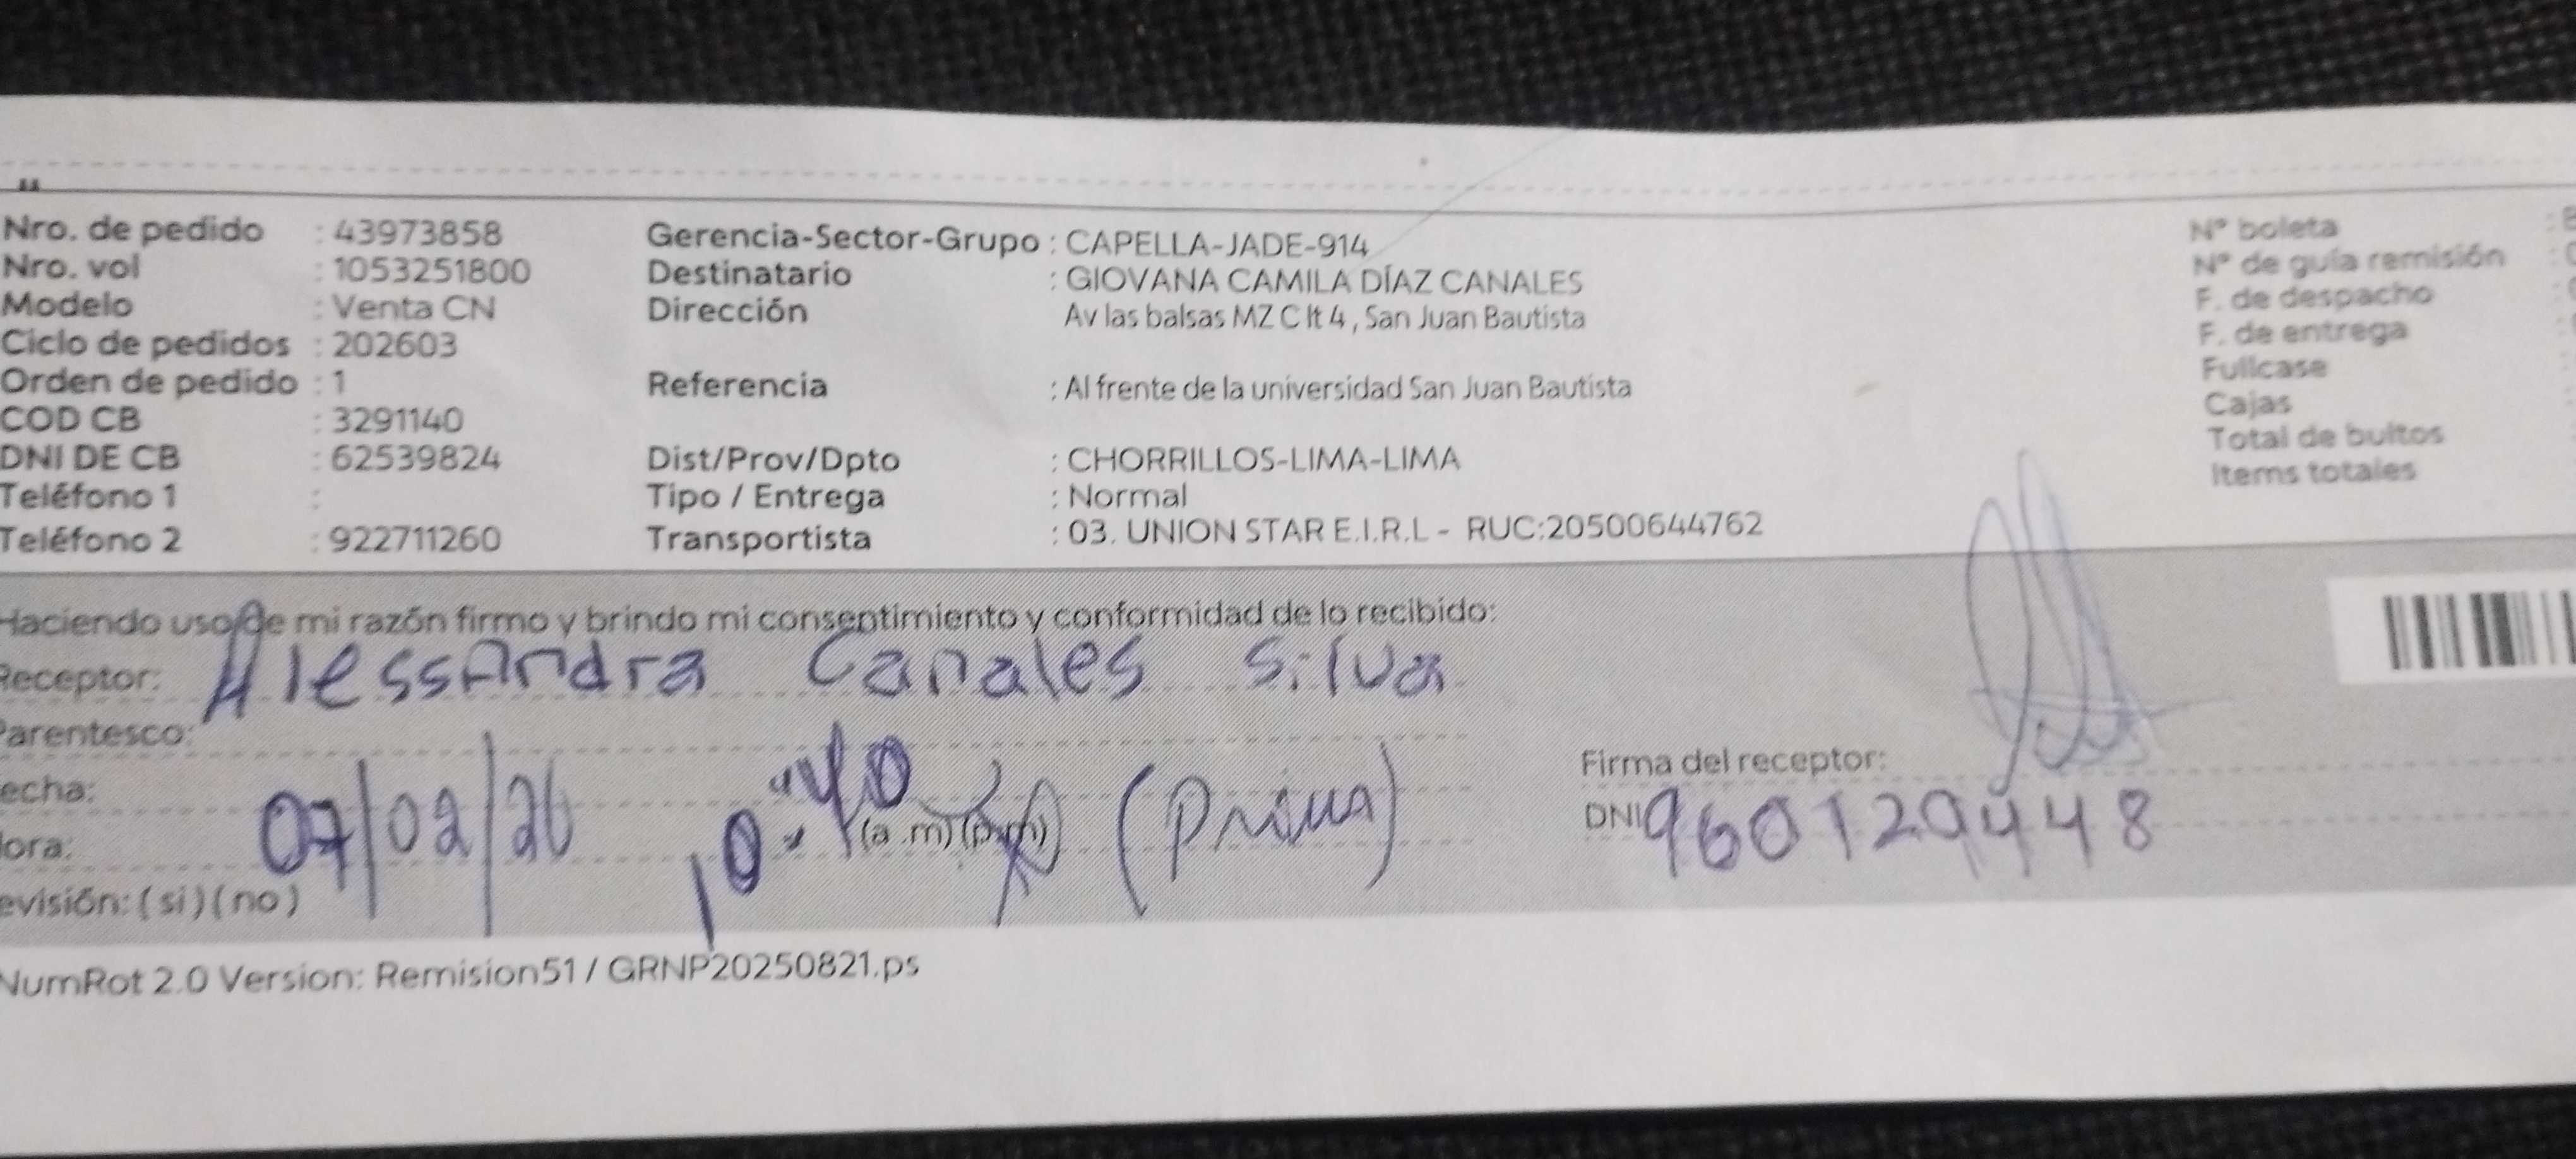 Nro. de pedido : 43973858
Nro. vol : 1053251800
Modelo : Venta CN
Ciclo de pedidos : 202603
Orden de pedido : 1
COD CB : 3291140
DNI DE CB : 62539824
Teléfono 1 :
Teléfono 2 : 922711260
Gerencia-Sector-Grupo : CAPELLA-JADE-914
Destinatario : GIOVANA CAMILA DÍAZ CANALES
Dirección Av las balsas MZ C lt 4 , San Juan Bautista
Referencia : Al frente de la universidad San Juan Bautista
Dist/Prov/Dpto : CHORRILLOS-LIMA-LIMA
Tipo / Entrega : Normal
Transportista : 03. UNION STAR E.I.R.L - RUC:20500644762
N° boleta :
N° de guía remisión :
F. de despacho :
F. de entrega :
Fullcase
Cajas
Total de bultos
Items totales
Haciendo uso de mi razón firmo y brindo mi consentimiento y conformidad de lo recibido:
Receptor: AlessAndra Canales Silva
Parentesco:
echa: 07/02/26
ora: 10:40 (a .m) (p.m) (Prima)
evisión: ( si ) ( no )
Firma del receptor:
DNI 960129448
NumRot 2.0 Version: Remision51 / GRNP20250821.ps